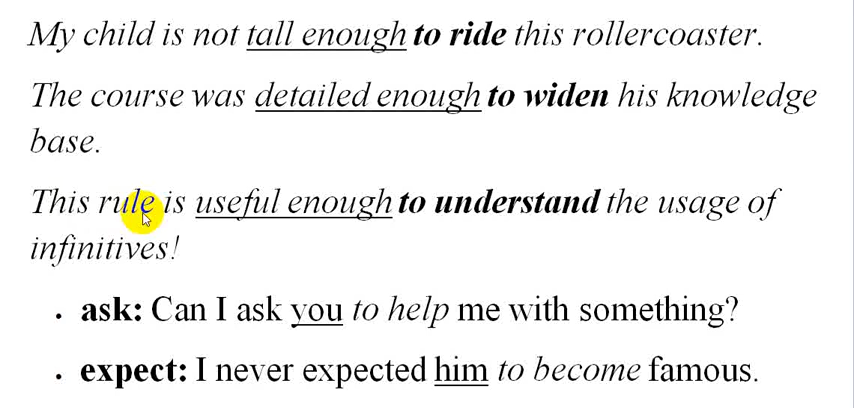 My child is not tall enough to ride this rollercoaster.
The course was detailed enough to widen his knowledge
base.
This rule is useful enough to understand the usage of
infinitives!
• ask: Can I ask you to help me with something?
• expect: I never expected him to become famous.